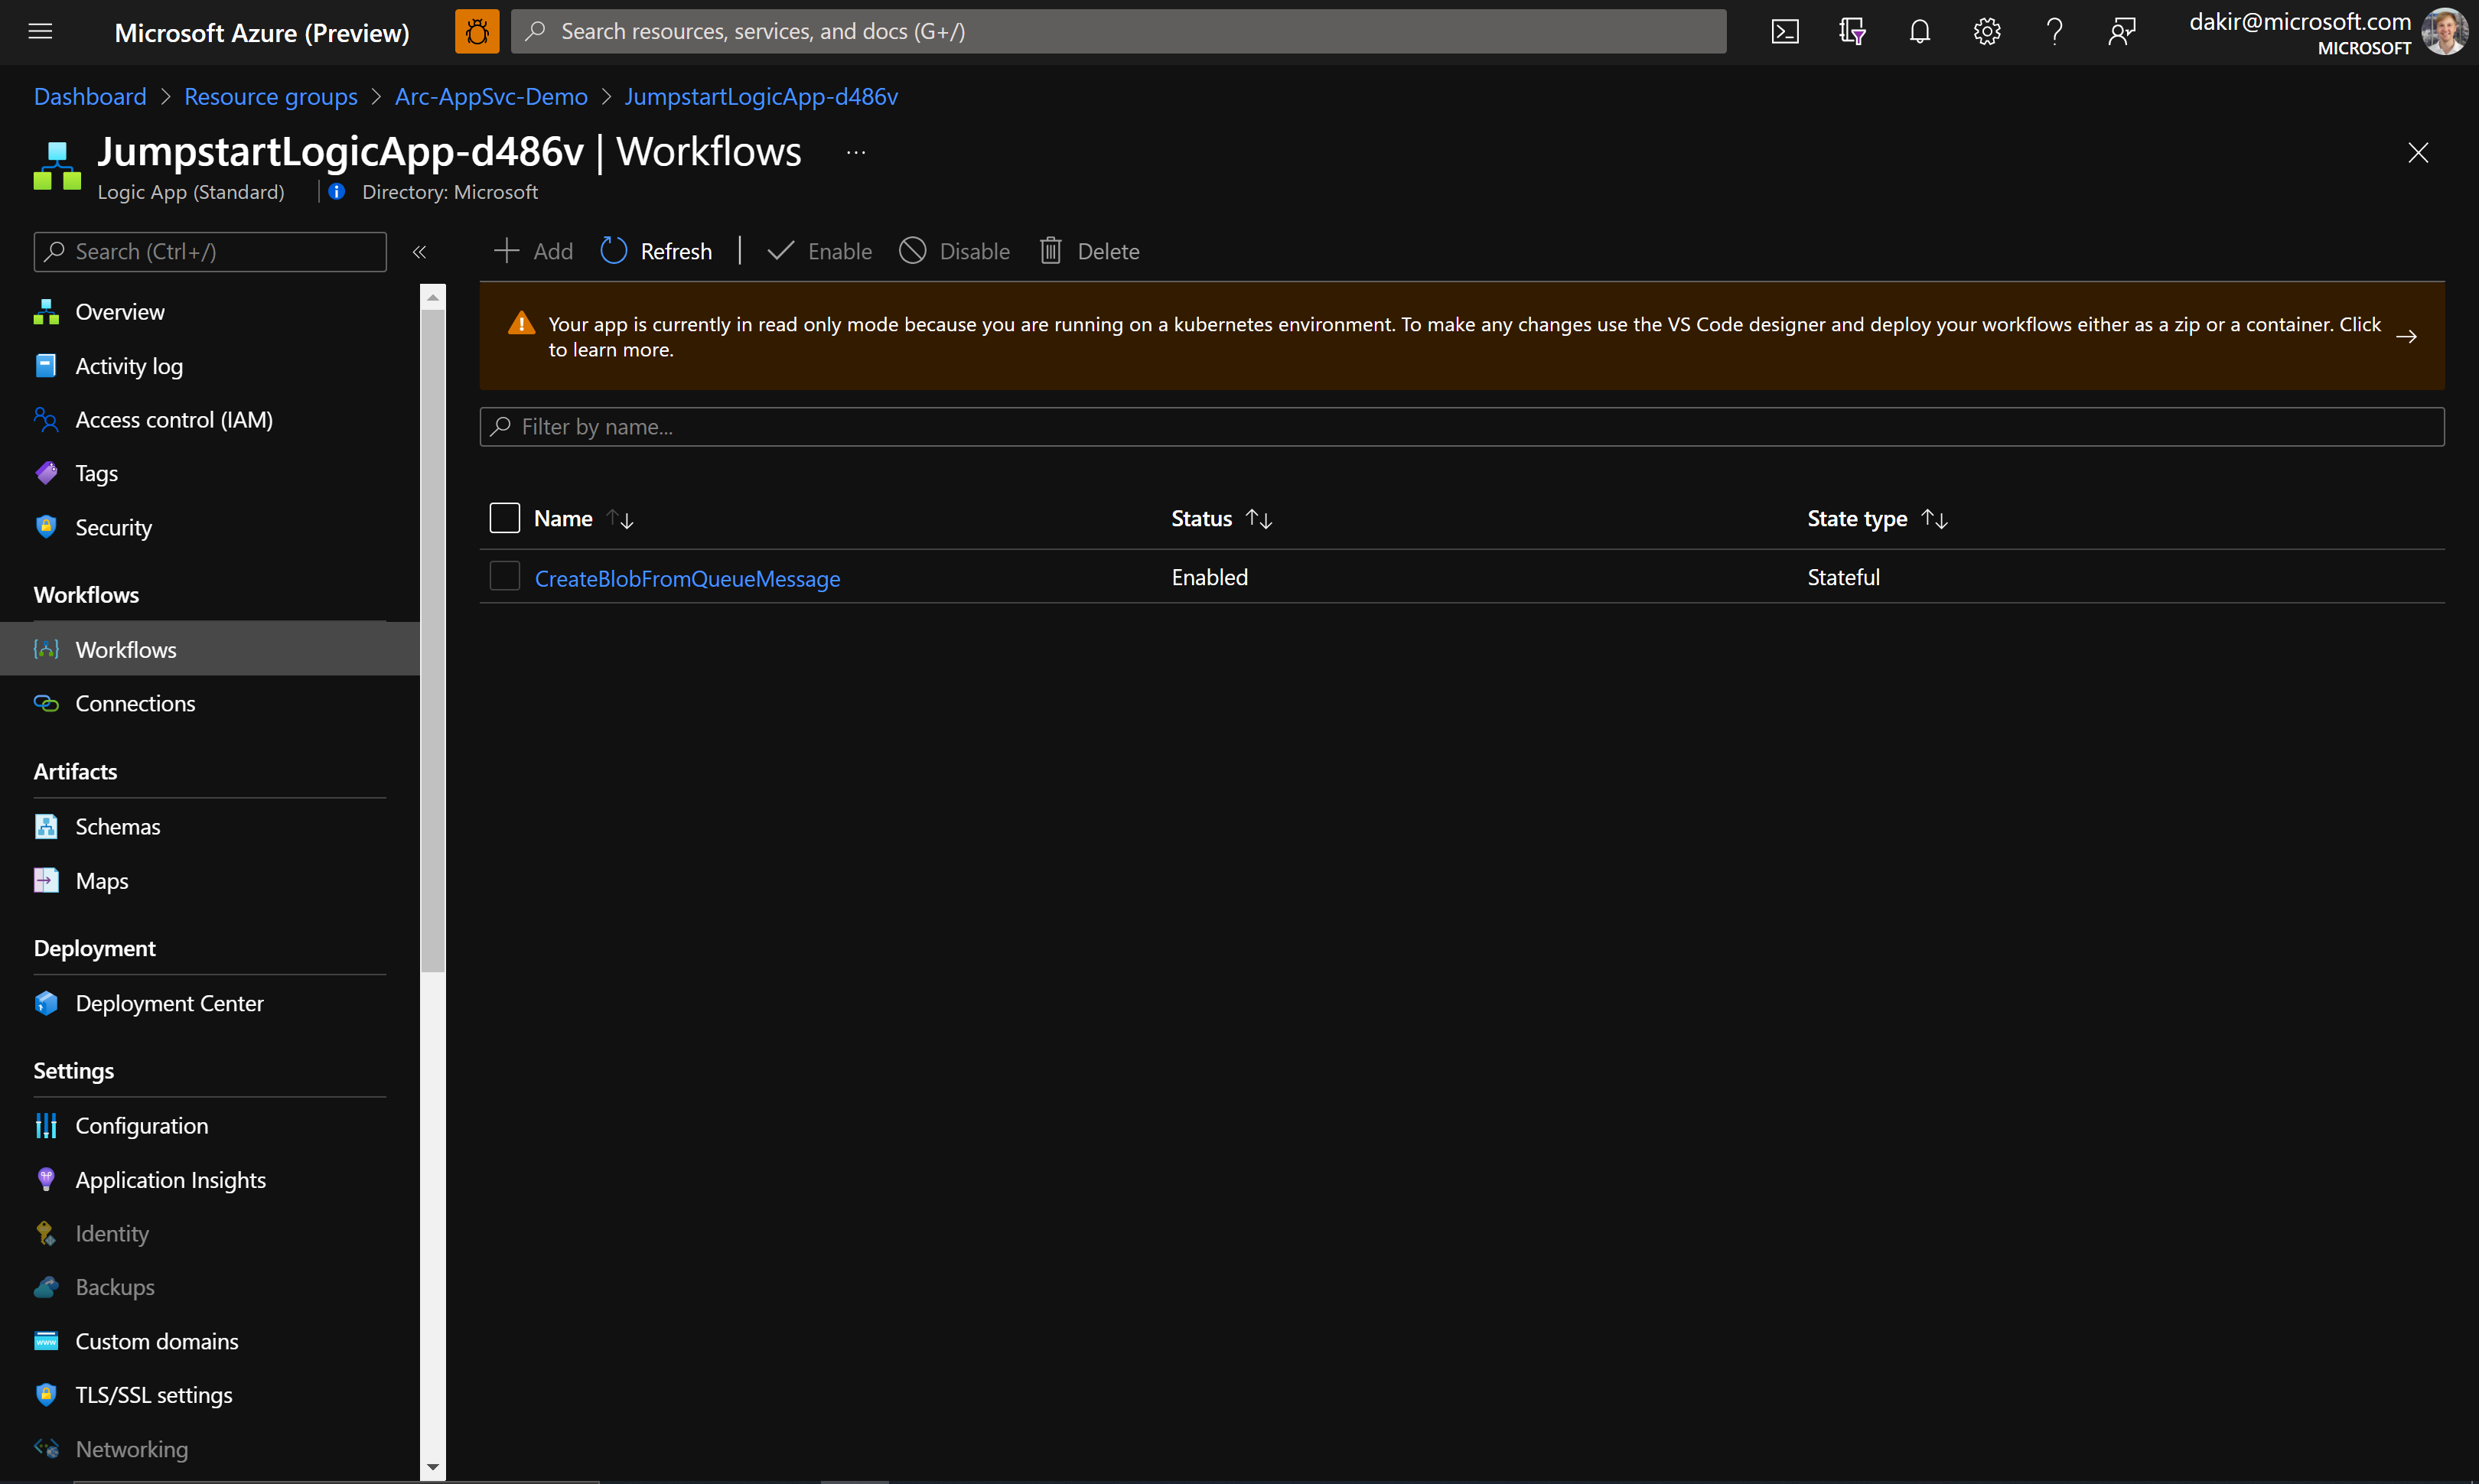 Microsoft Azure (Preview)
Search resources, services, and docs (G+/)
dakir@microsoft.com
MICROSOFT
Dashboard > Resource groups > Arc-AppSvc-Demo > JumpstartLogicApp-d486v
JumpstartLogicApp-d486v | Workflows ...
Logic App (Standard) | Directory: Microsoft
Search (Ctrl+/)
Overview
Activity log
Access control (IAM)
Tags
Security
Workflows
Workflows
Connections
Artifacts
Schemas
Maps
Deployment
Deployment Center
Settings
Configuration
Application Insights
Identity
Backups
Custom domains
TLS/SSL settings
Networking
Add Refresh | Enable Disable Delete
Your app is currently in read only mode because you are running on a kubernetes environment. To make any changes use the VS Code designer and deploy your workflows either as a zip or a container. Click
to learn more.
Filter by name...
Name Status State type
CreateBlobFromQueueMessage Enabled Stateful